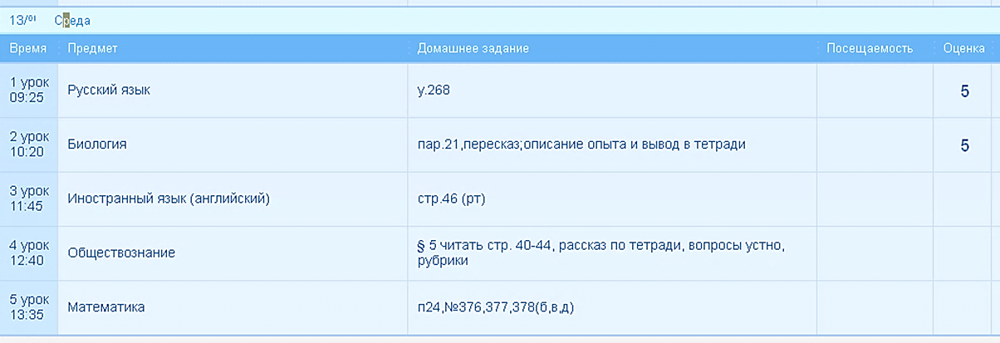 13/01 Среда
Время Предмет Домашнее задание Посещаемость Оценка
1 урок
09:25
Русский язык
у.268
5
2 урок
10:20
Биология
пар.21,пересказ;описание опыта и вывод в тетради
5
3 урок
11:45
Иностранный язык (английский)
стр.46 (рт)
4 урок
12:40
Обществознание
§ 5 читать стр. 40-44, рассказ по тетради, вопросы устно,
рубрики
5 урок
13:35
Математика
п24,№376,377,378(б,в,д)